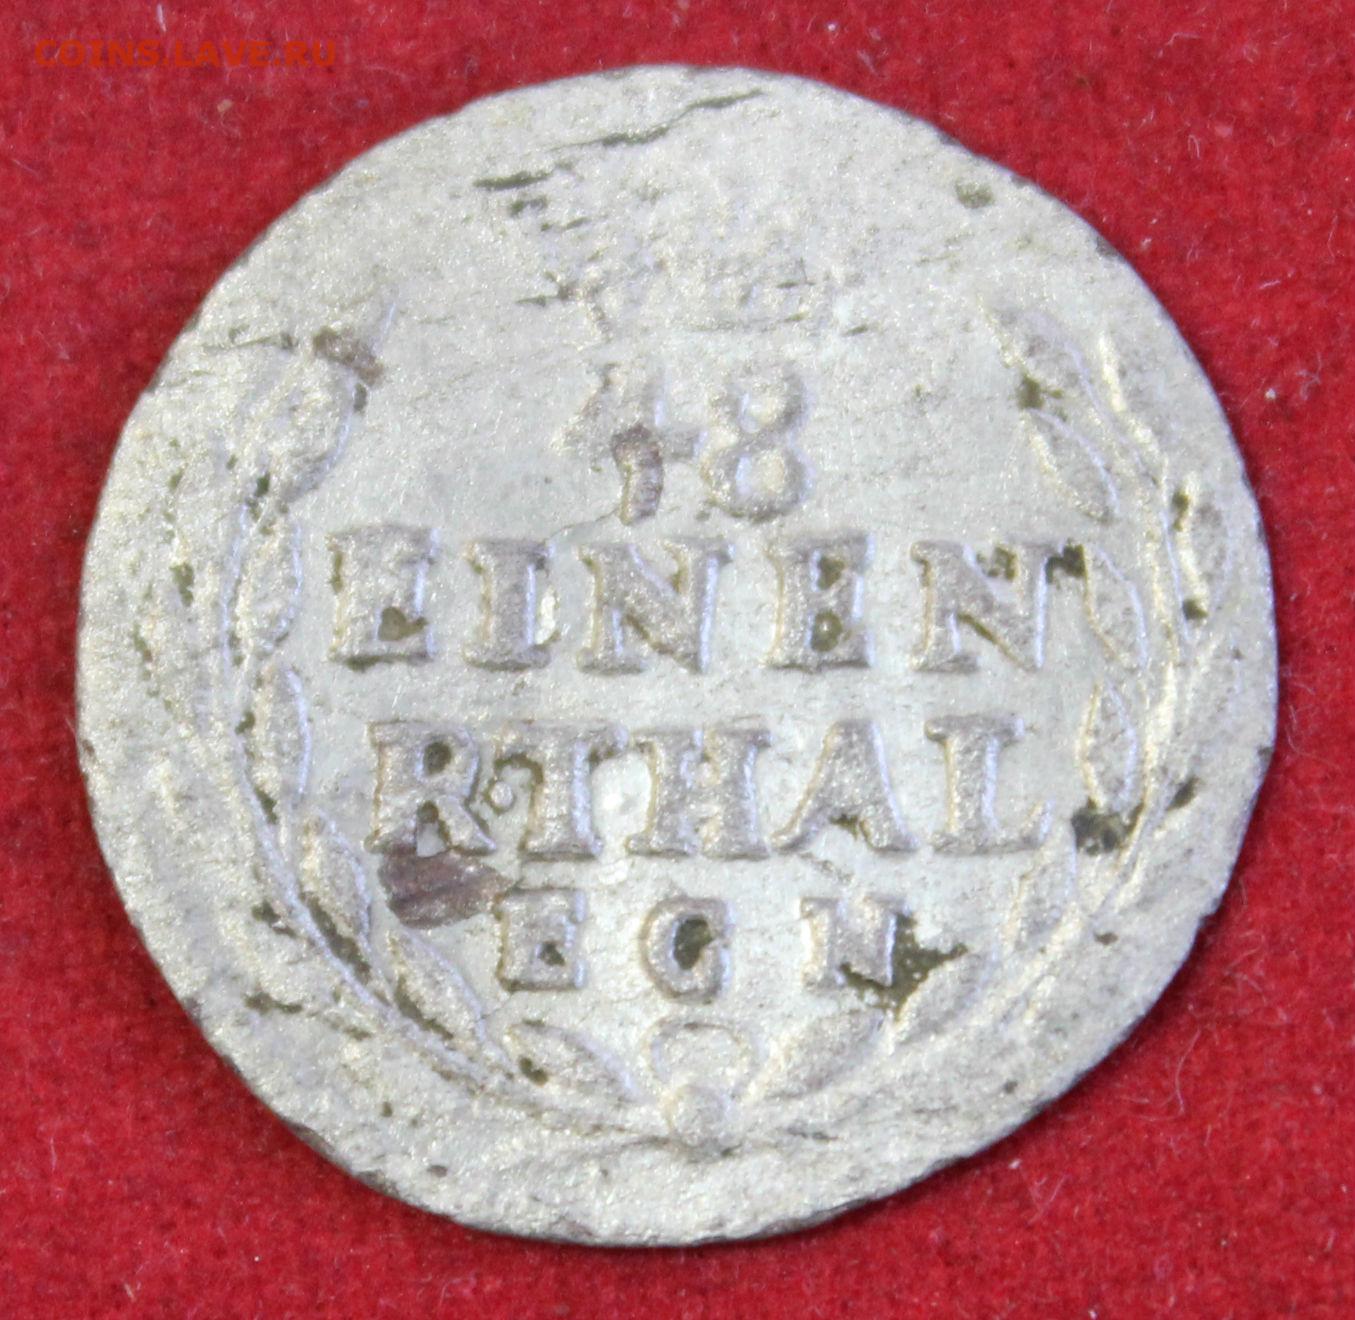 COINS.LAVE.RU
48
EINEN
RTHAL
EGN